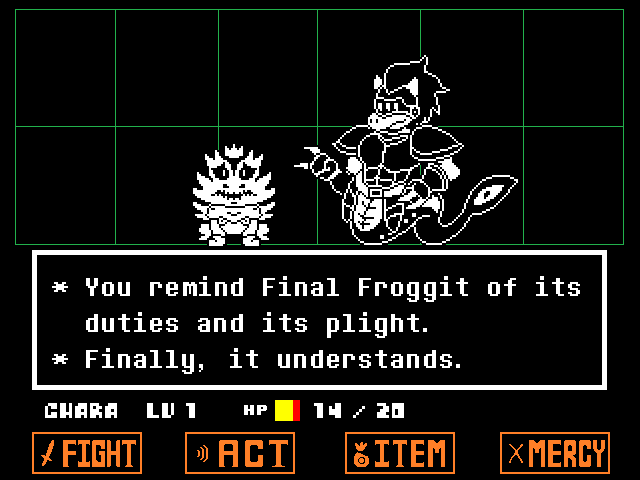 * You remind Final Froggit of its
duties and its plight.
* Finally, it understands.
CHARA LV 1 HP 14 / 20
FIGHT ACT ITEM MERCY